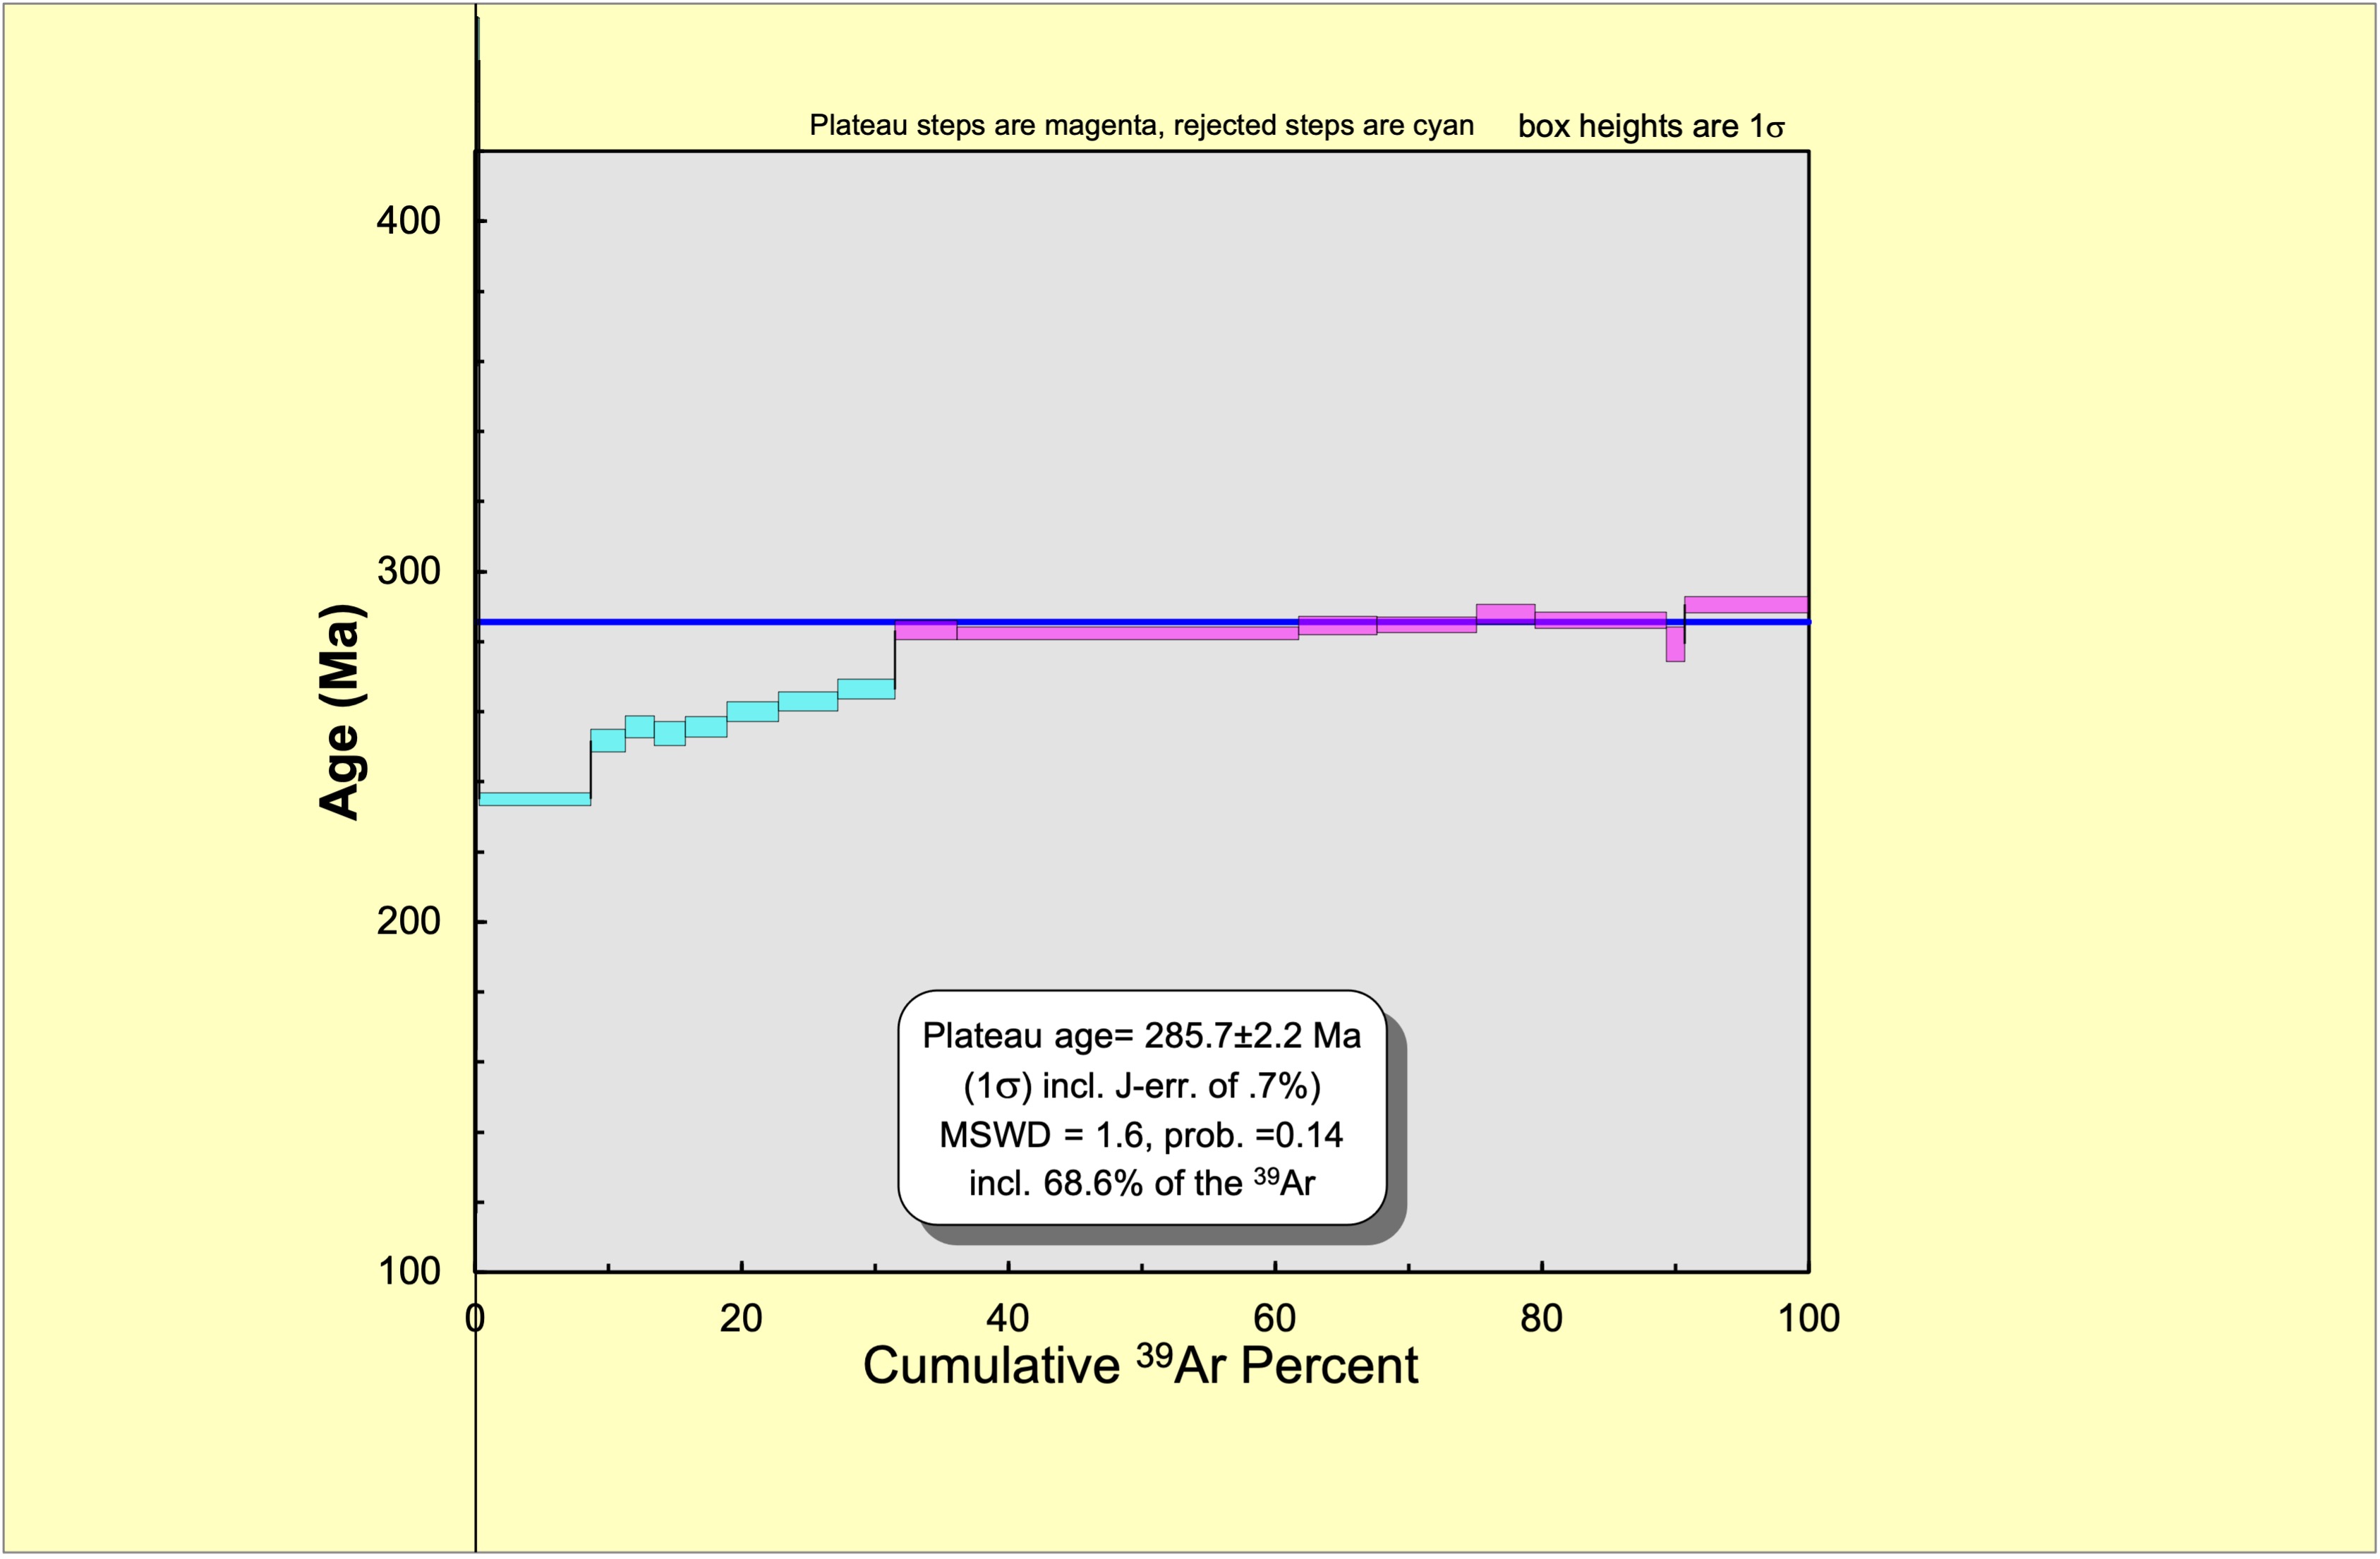 Plateau steps are magenta, rejected steps are cyan box heights are 1σ
400
300
200
100
Age (Ma)
Plateau age= 285.7±2.2 Ma
(1σ) incl. J-err. of .7%)
MSWD = 1.6, prob. =0.14
incl. 68.6% of the ³⁹Ar
0 20 40 60 80 100
Cumulative ³⁹Ar Percent